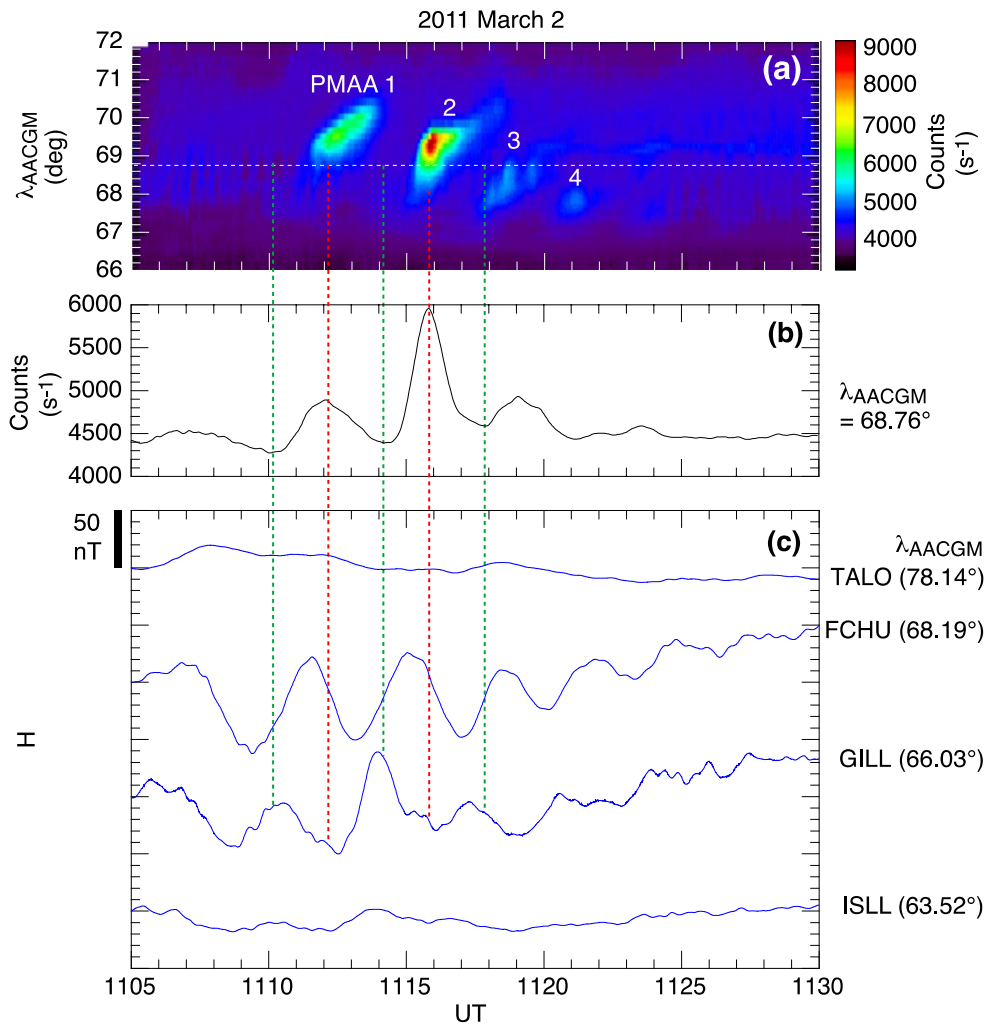 2011 March 2
72
71
70
69
68
67
66
λAACGM
(deg)
(a)
PMAA 1
2
3
4
9000
8000
7000
6000
5000
4000
Counts
(s-1)
6000
5500
5000
4500
4000
Counts
(s-1)
(b)
λAACGM
= 68.76°
50
nT
(c)
λAACGM
TALO (78.14°)
FCHU (68.19°)
GILL (66.03°)
ISLL (63.52°)
H
1105
1110
1115
1120
1125
1130
UT